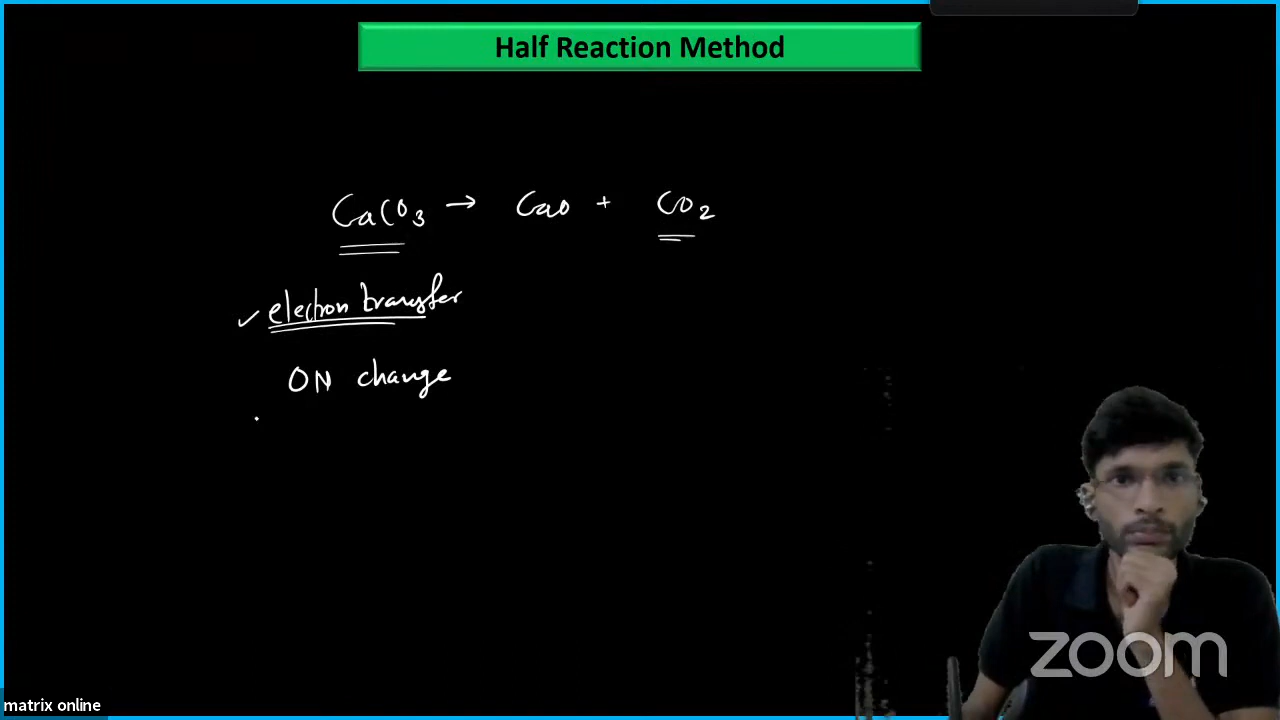 Half Reaction Method
CaCO3 → CaO + CO2
✓ electron transfer
ON change
zoom
matrix online